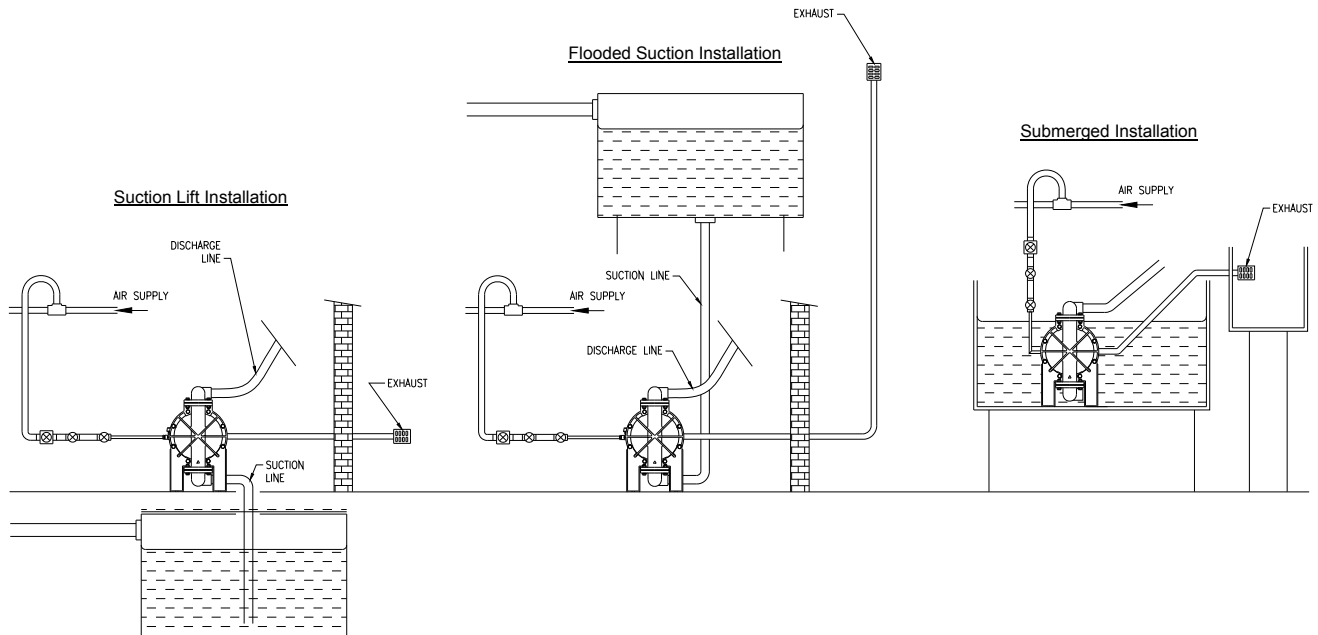 Suction Lift Installation
DISCHARGE
LINE
AIR SUPPLY
EXHAUST
SUCTION
LINE
Flooded Suction Installation
EXHAUST
SUCTION LINE
AIR SUPPLY
DISCHARGE LINE
Submerged Installation
AIR SUPPLY
EXHAUST